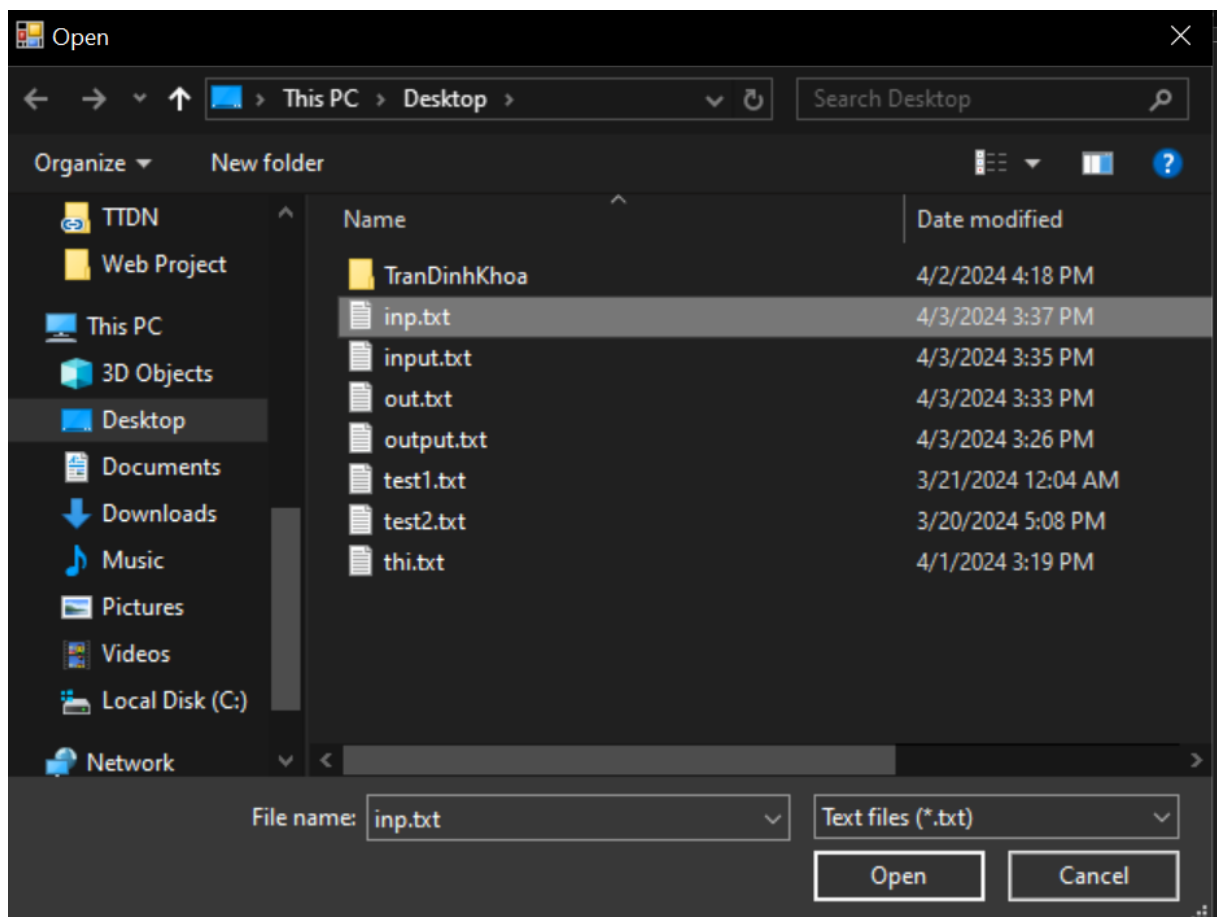 Open
This PC > Desktop >
Search Desktop
Organize
New folder
TTDN
Web Project
This PC
3D Objects
Desktop
Documents
Downloads
Music
Pictures
Videos
Local Disk (C:)
Network
Name Date modified
TranDinhKhoa 4/2/2024 4:18 PM
inp.txt 4/3/2024 3:37 PM
input.txt 4/3/2024 3:35 PM
out.txt 4/3/2024 3:33 PM
output.txt 4/3/2024 3:26 PM
test1.txt 3/21/2024 12:04 AM
test2.txt 3/20/2024 5:08 PM
thi.txt 4/1/2024 3:19 PM
File name: inp.txt
Text files (*.txt)
Open
Cancel